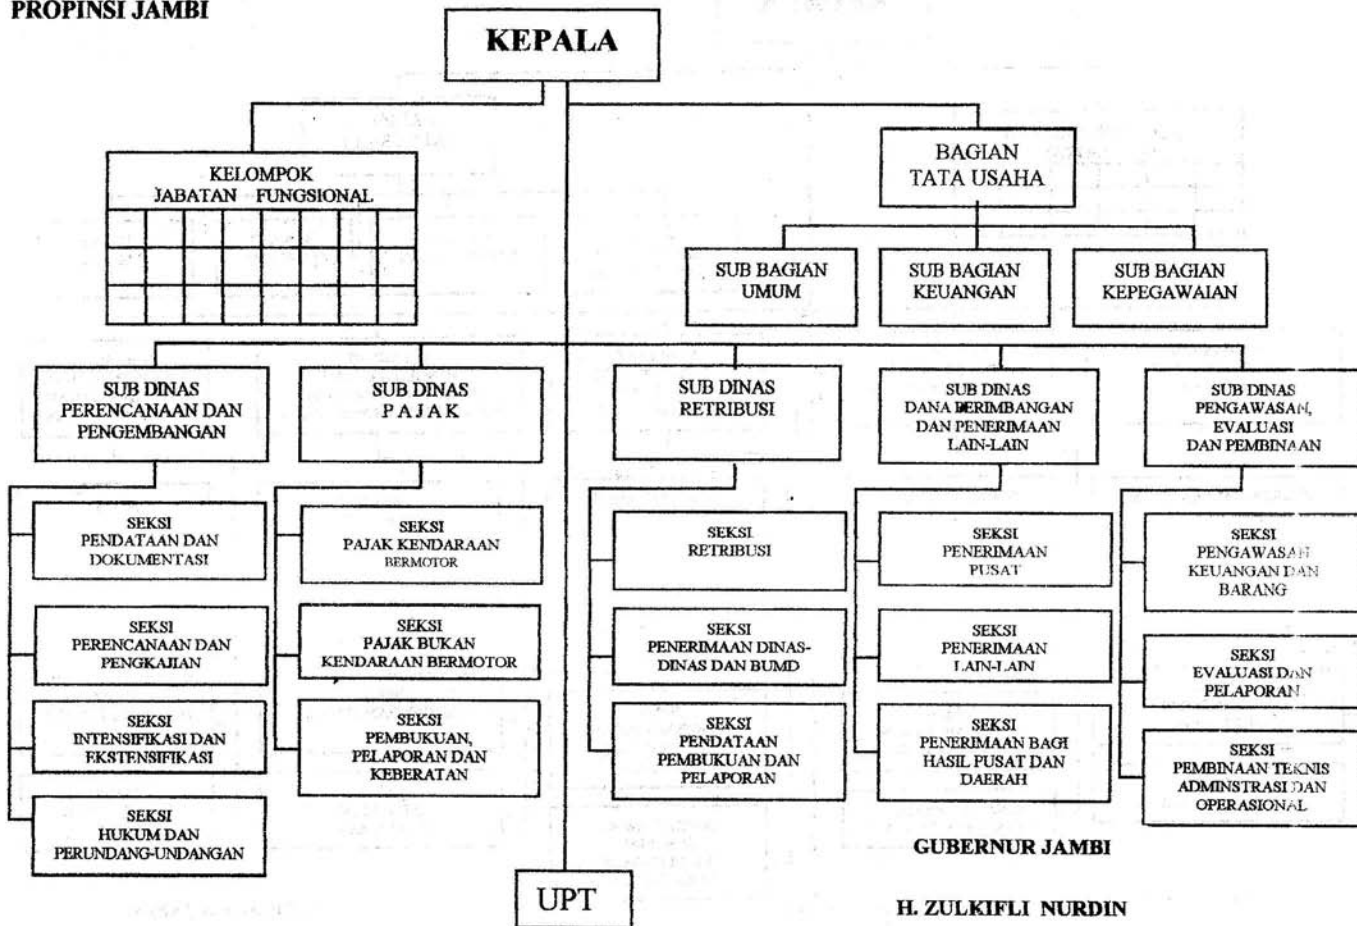 PROPINSI JAMBI
KEPALA
KELOMPOK
JABATAN FUNGSIONAL
BAGIAN
TATA USAHA
SUB BAGIAN
UMUM
SUB BAGIAN
KEUANGAN
SUB BAGIAN
KEPEGAWAIAN
SUB DINAS
PERENCANAAN DAN
PENGEMBANGAN
SUB DINAS
P A J A K
SUB DINAS
RETRIBUSI
SUB DINAS
DANA BERIMBANGAN
DAN PENERIMAAN
LAIN-LAIN
SUB DINAS
PENGAWASAN,
EVALUASI
DAN PEMBINAAN
SEKSI
PENDATAAN DAN
DOKUMENTASI
SEKSI
PERENCANAAN DAN
PENGKAJIAN
SEKSI
INTENSIFIKASI DAN
EKSTENSIFIKASI
SEKSI
HUKUM DAN
PERUNDANG-UNDANGAN
SEKSI
PAJAK KENDARAAN
BERMOTOR
SEKSI
PAJAK BUKAN
KENDARAAN BERMOTOR
SEKSI
PEMBUKUAN,
PELAPORAN DAN
KEBERATAN
SEKSI
RETRIBUSI
SEKSI
PENERIMAAN DINAS-
DINAS DAN BUMD
SEKSI
PENDATAAN
PEMBUKUAN DAN
PELAPORAN
SEKSI
PENERIMAAN
PUSAT
SEKSI
PENERIMAAN
LAIN-LAIN
SEKSI
PENERIMAAN BAGI
HASIL PUSAT DAN
DAERAH
SEKSI
PENGAWASAN
KEUANGAN DAN
BARANG
SEKSI
EVALUASI DAN
PELAPORAN
SEKSI
PEMBINAAN TEKNIS
ADMINSTRASI DAN
OPERASIONAL
UPT
GUBERNUR JAMBI
H. ZULKIFLI NURDIN